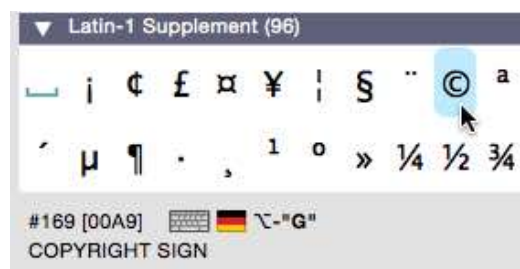 ▼ Latin-1 Supplement (96)
¡ ¢ £ ¤ ¥ ¦ § ¨ © ª
´ µ ¶ · ¸ ¹ º » ¼ ½ ¾
#169 [00A9] ⌥-"G"
COPYRIGHT SIGN